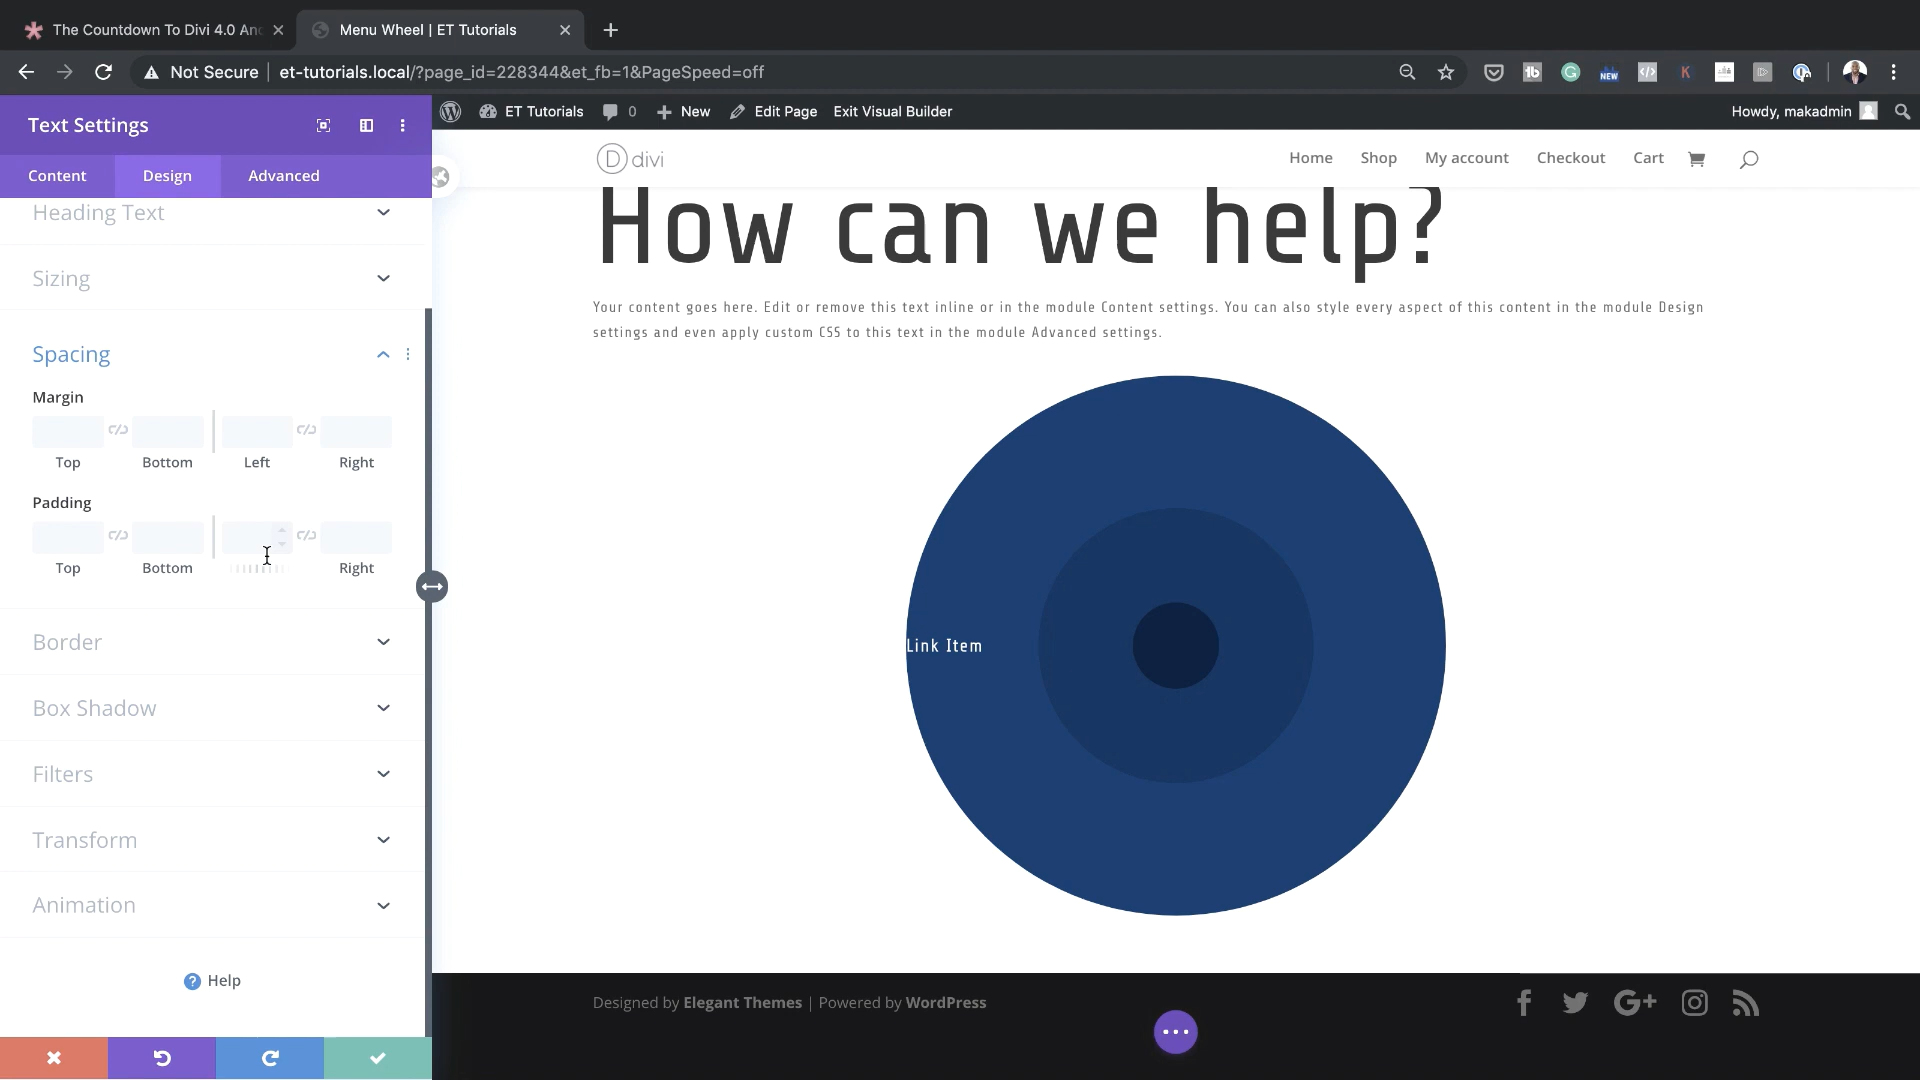 The Countdown To Divi 4.0 And
Menu Wheel | ET Tutorials
Not Secure
et-tutorials.local/?page_id=228344&et_fb=1&PageSpeed=off
tb
G
NEW
K
Text Settings
ET Tutorials
0
New
Edit Page
Exit Visual Builder
Howdy, makadmin
Content
Design
Advanced
D divi
Home
Shop
My account
Checkout
Cart
Heading Text
How can we help?
Sizing
Your content goes here. Edit or remove this text inline or in the module Content settings. You can also style every aspect of this content in the module Design
settings and even apply custom CSS to this text in the module Advanced settings.
Spacing
Margin
Top
Bottom
Left
Right
Padding
Top
Bottom
Right
Border
Link Item
Box Shadow
Filters
Transform
Animation
Help
Designed by Elegant Themes | Powered by WordPress